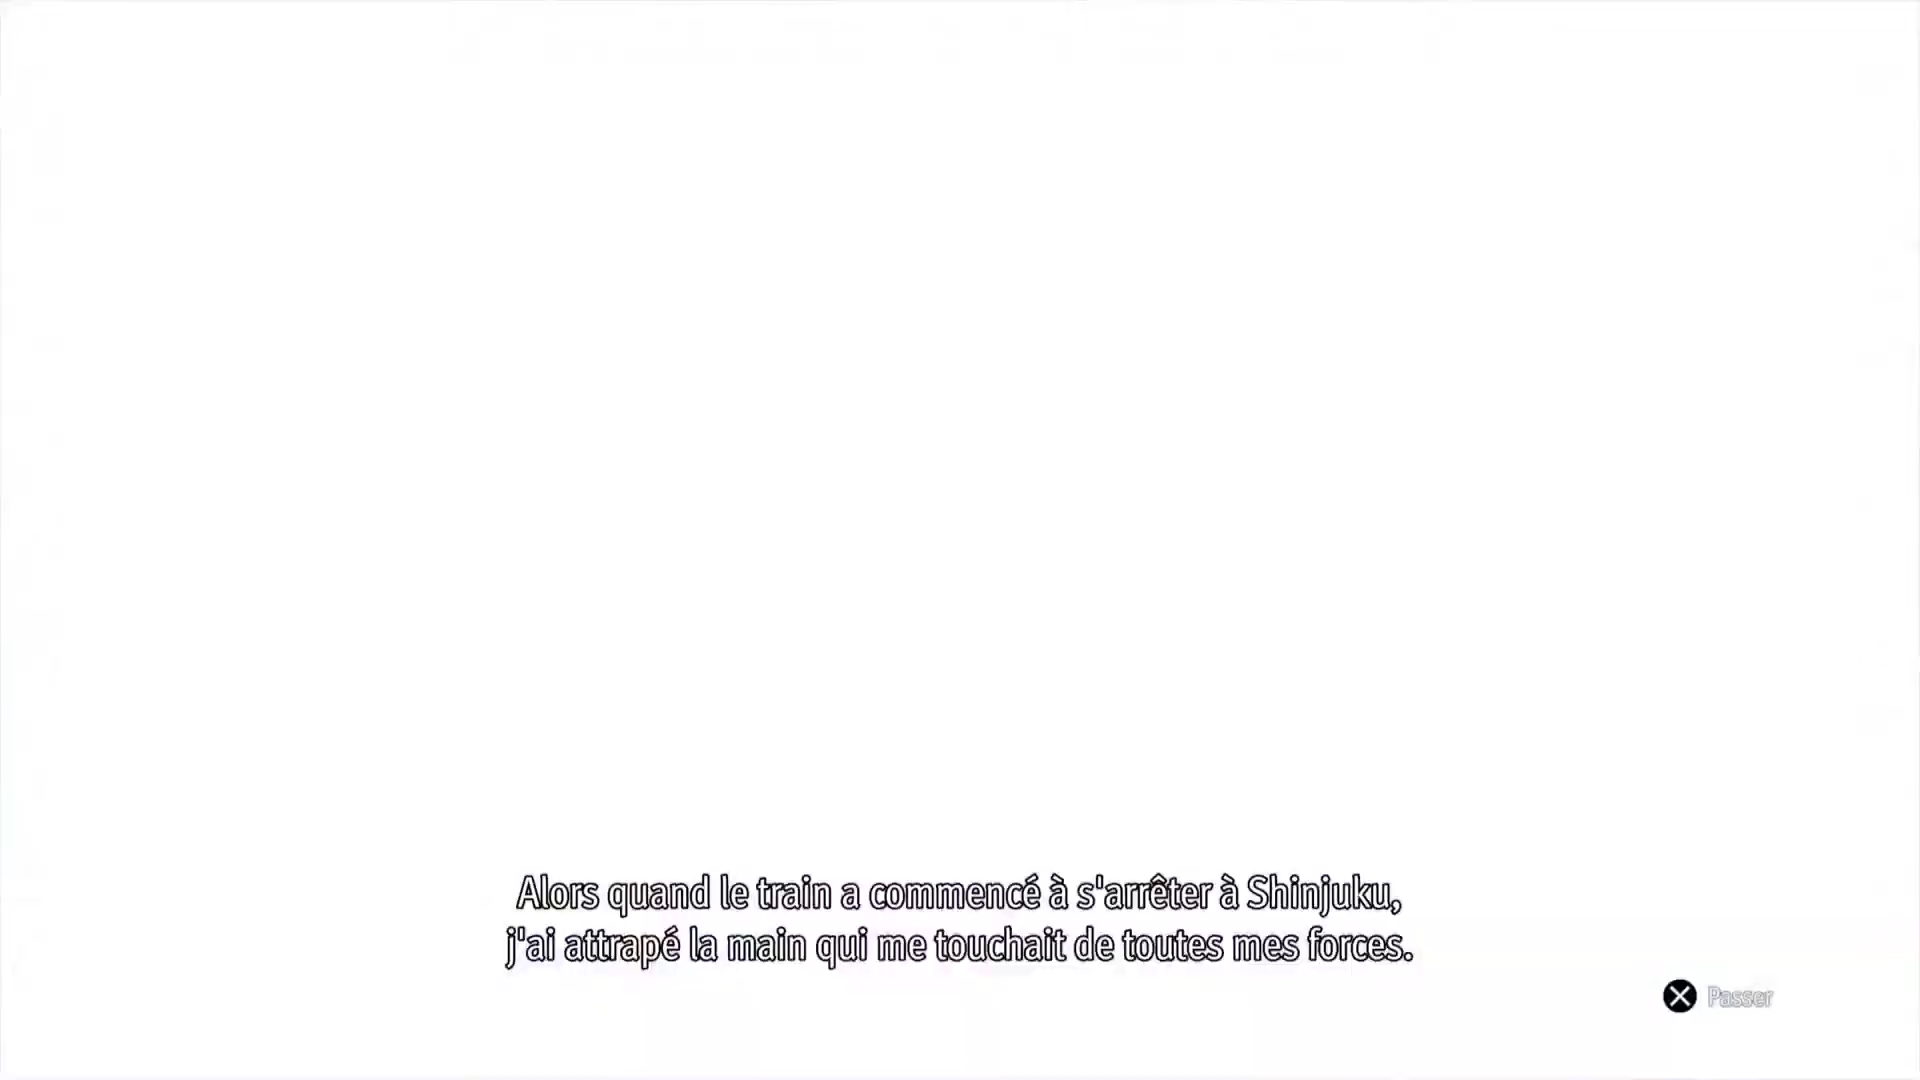 Alors quand le train a commencé à s'arrêter à Shinjuku,
j'ai attrapé la main qui me touchait de toutes mes forces.
Passer